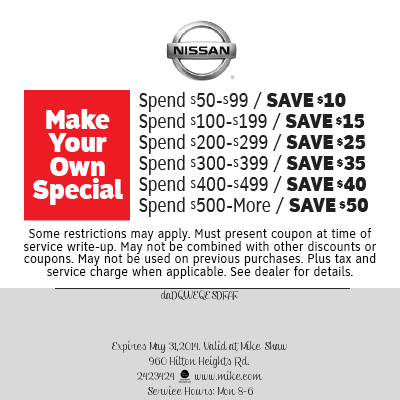 NISSAN
Make
Your
Own
Special
Spend $50-$99 / SAVE $10
Spend $100-$199 / SAVE $15
Spend $200-$299 / SAVE $25
Spend $300-$399 / SAVE $35
Spend $400-$499 / SAVE $40
Spend $500-More / SAVE $50
Some restrictions may apply. Must present coupon at time of
service write-up. May not be combined with other discounts or
coupons. May not be used on previous purchases. Plus tax and
service charge when applicable. See dealer for details.
daDQWEQE SDFAF
Expires May 31,2014. Valid at Mike Shaw
960 Hilton Heights Rd.
2423424 www.mike.com
Service Hours: Mon 8-6